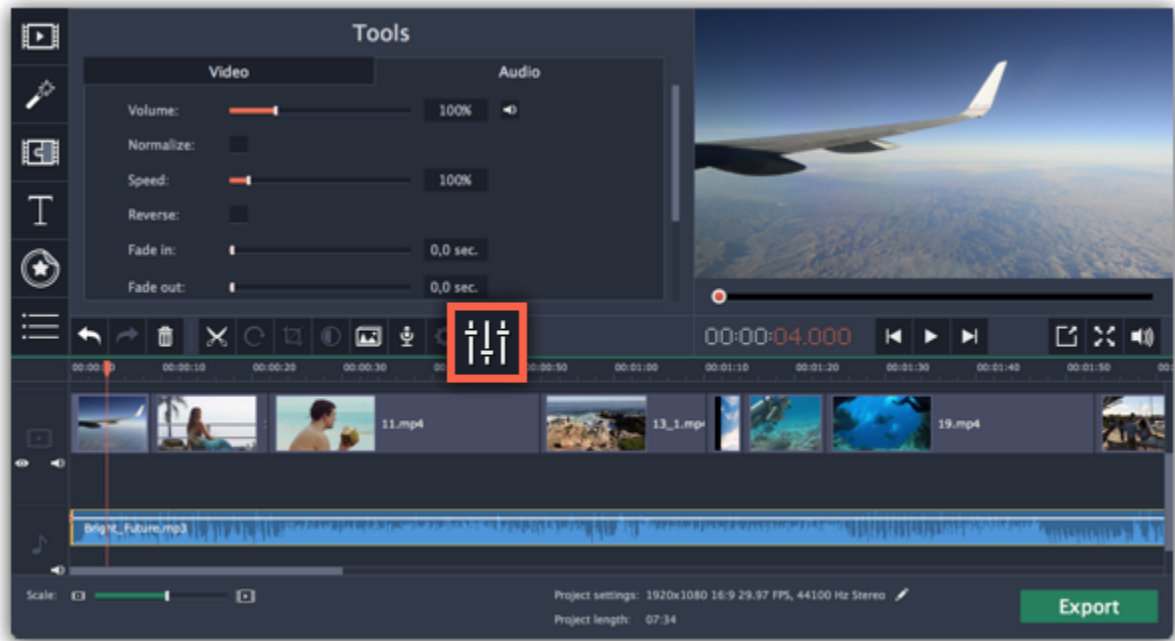 Tools
Video
Audio
Volume:
100%
Normalize:
Speed:
100%
Reverse:
Fade in:
0,0 sec.
Fade out:
0,0 sec.
T
00:00:04.000
00:00:10
00:00:20
00:00:30
00:00:50
00:01:00
00:01:10
00:01:20
00:01:30
00:01:40
00:01:50
11.mp4
13_1.mp
19.mp4
Bright_Future.mp3
Scale:
Project settings: 1920x1080 16:9 29.97 FPS, 44100 Hz Stereo
Project length: 07:34
Export